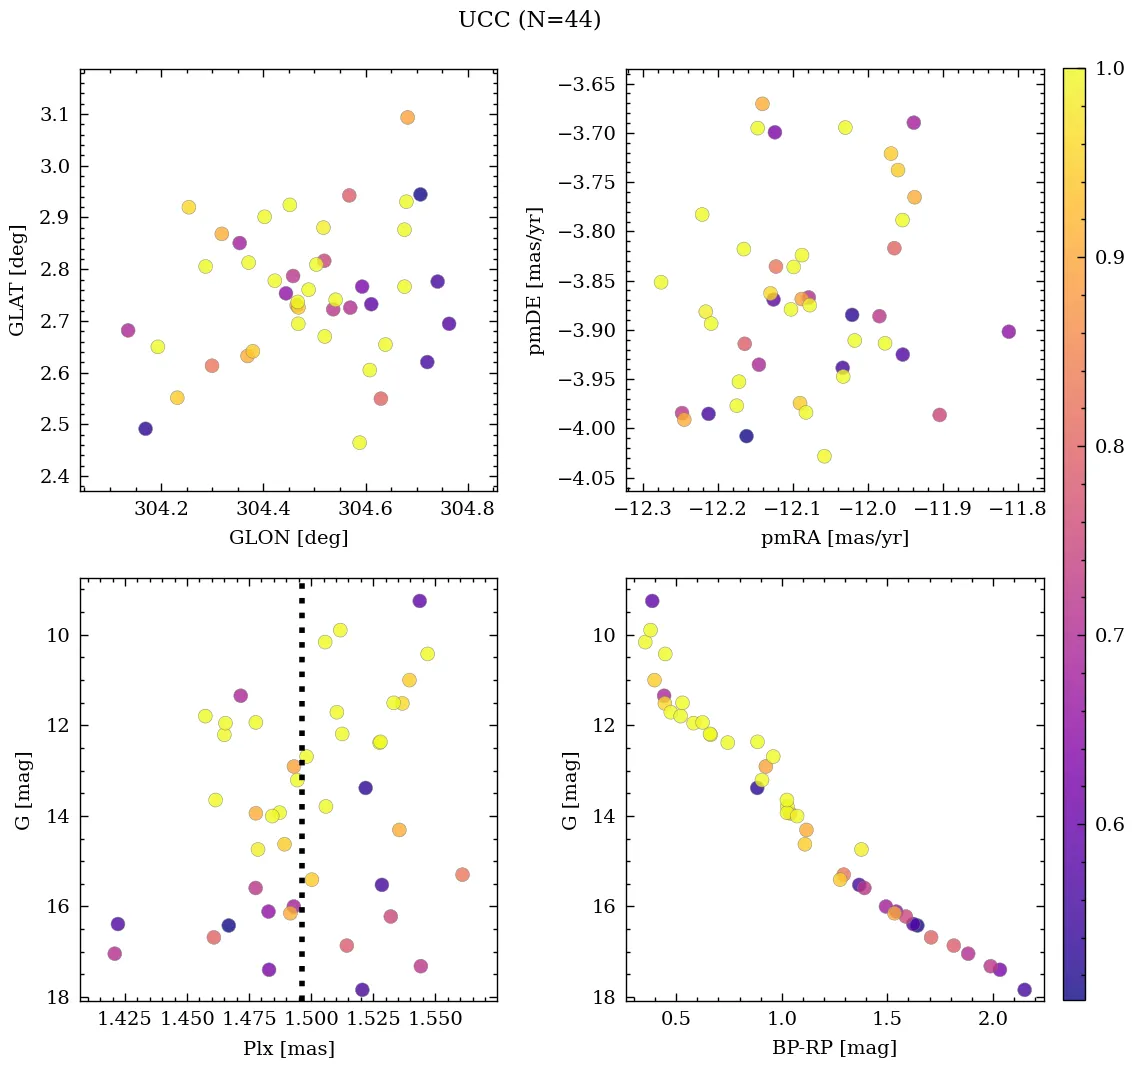 UCC (N=44)
3.1
3.0
2.9
2.8
2.7
2.6
2.5
2.4
GLAT [deg]
304.2 304.4 304.6 304.8
GLON [deg]
−3.65
−3.70
−3.75
−3.80
−3.85
−3.90
−3.95
−4.00
−4.05
pmDE [mas/yr]
−12.3 −12.2 −12.1 −12.0 −11.9 −11.8
pmRA [mas/yr]
10
12
14
16
18
G [mag]
1.425 1.450 1.475 1.500 1.525 1.550
Plx [mas]
10
12
14
16
18
G [mag]
0.5 1.0 1.5 2.0
BP-RP [mag]
1.0
0.9
0.8
0.7
0.6